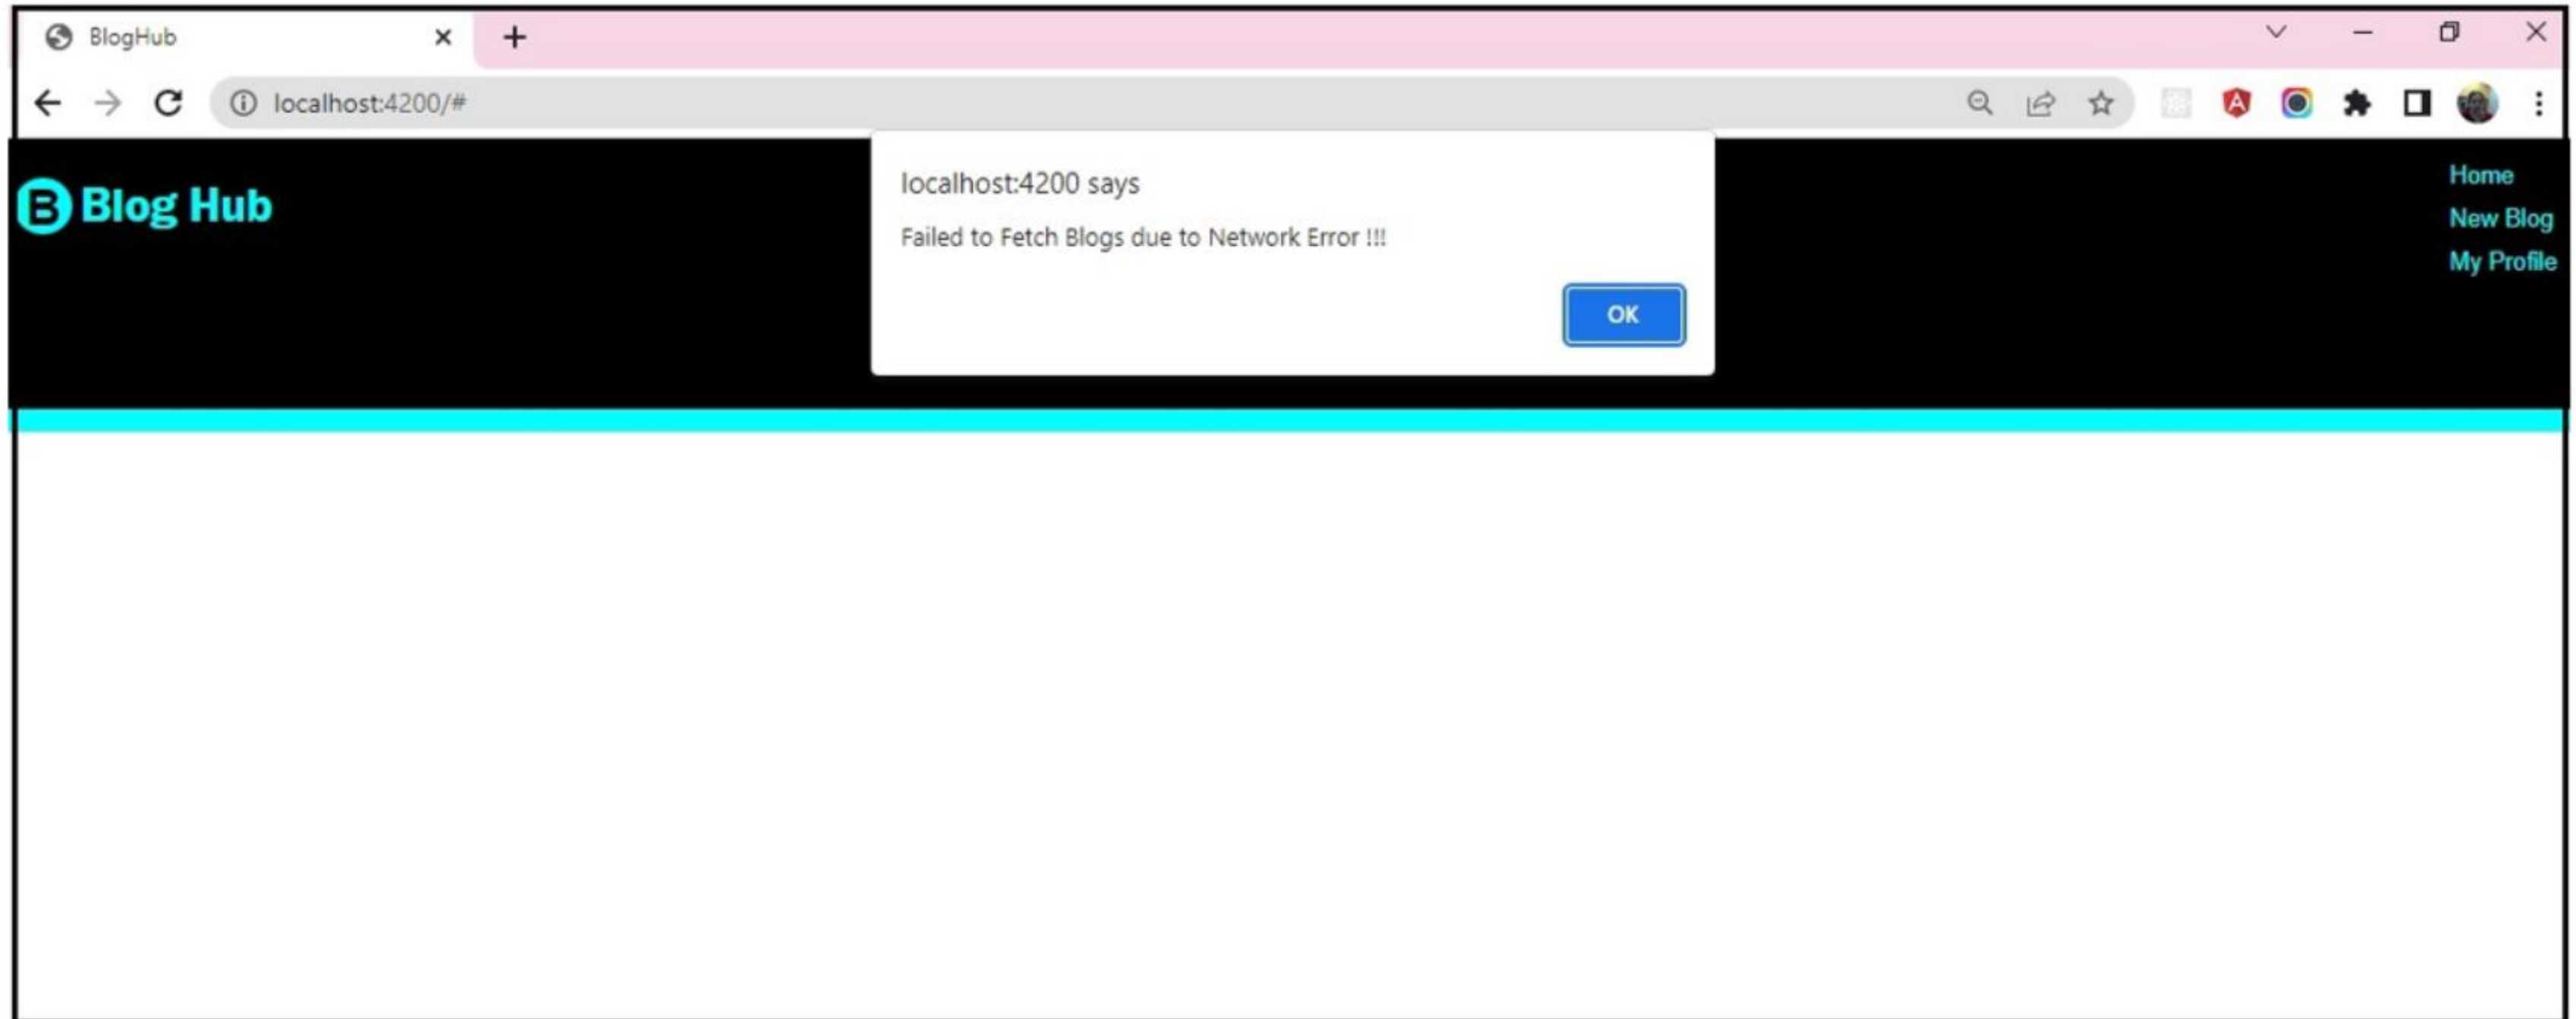 BlogHub
localhost:4200/#
localhost:4200 says
Failed to Fetch Blogs due to Network Error !!!
OK
B Blog Hub
Home
New Blog
My Profile